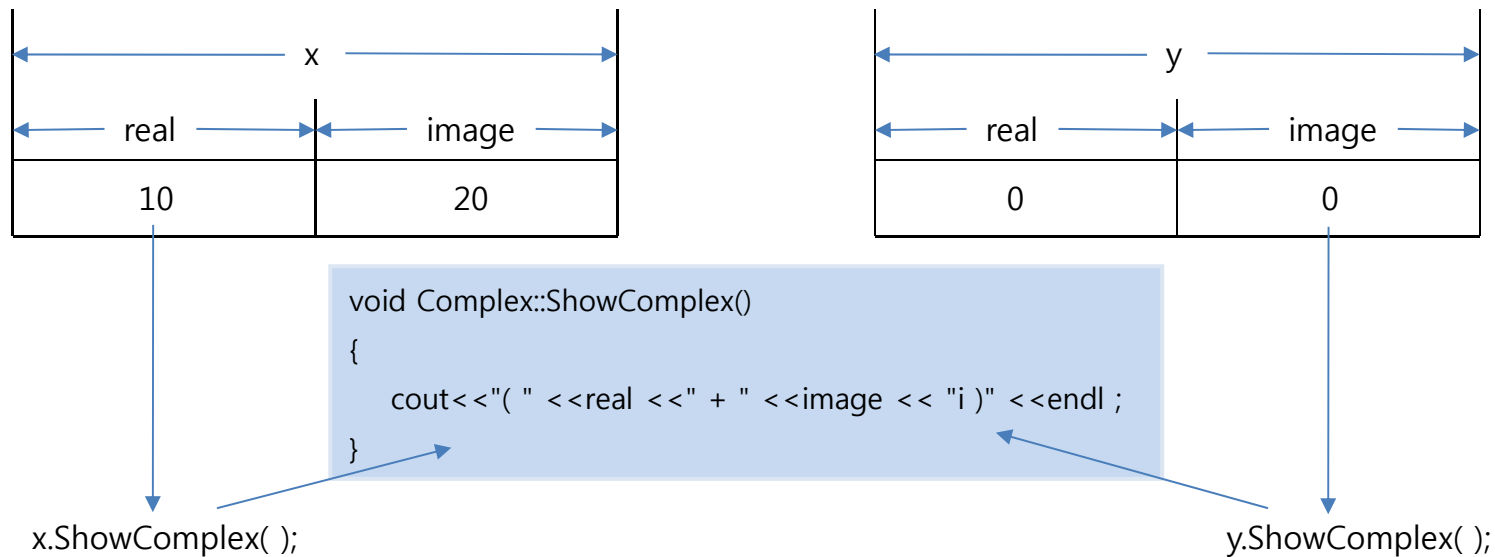 x
y
real image
real image
10 20
0 0
void Complex::ShowComplex()
{
cout<<"( " <<real <<" + " <<image << "i )" <<endl ;
}
x.ShowComplex( );
y.ShowComplex( );